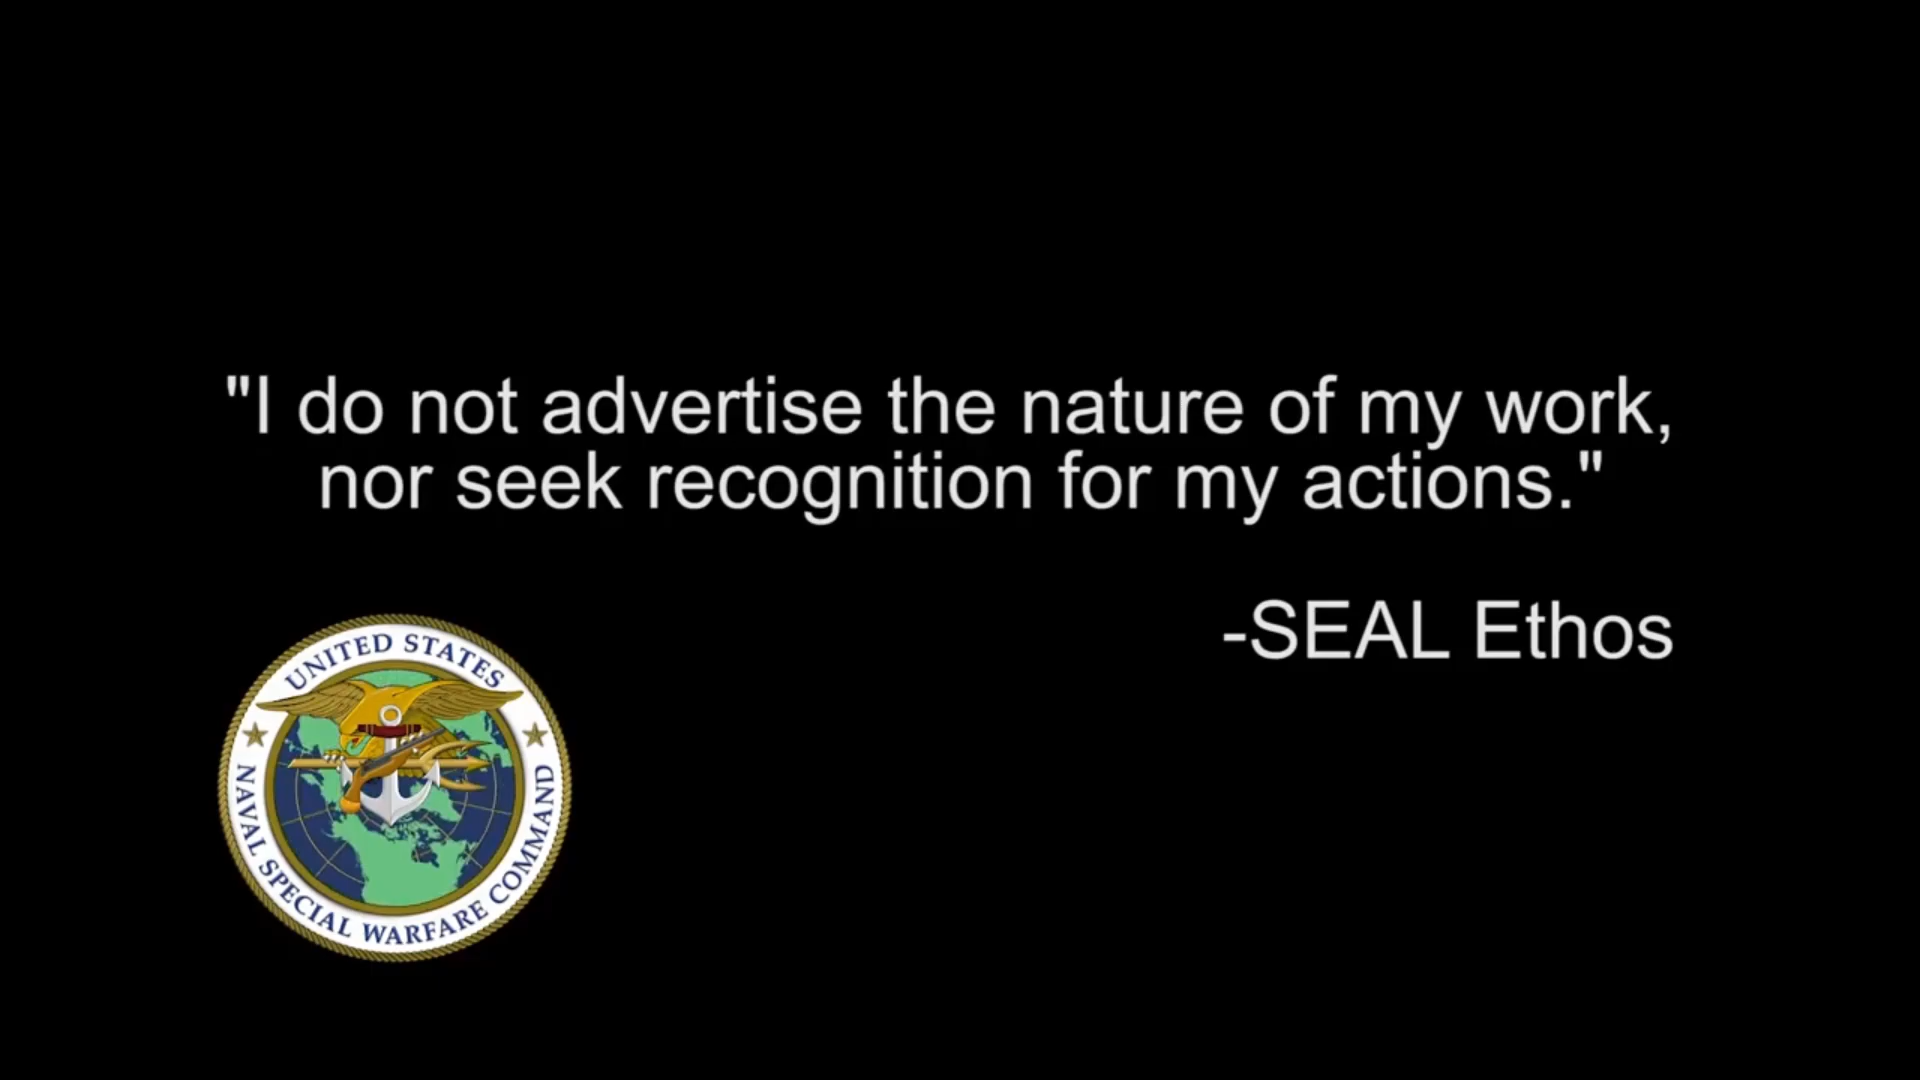 "I do not advertise the nature of my work,
nor seek recognition for my actions."
-SEAL Ethos
UNITED STATES
NAVAL SPECIAL WARFARE COMMAND